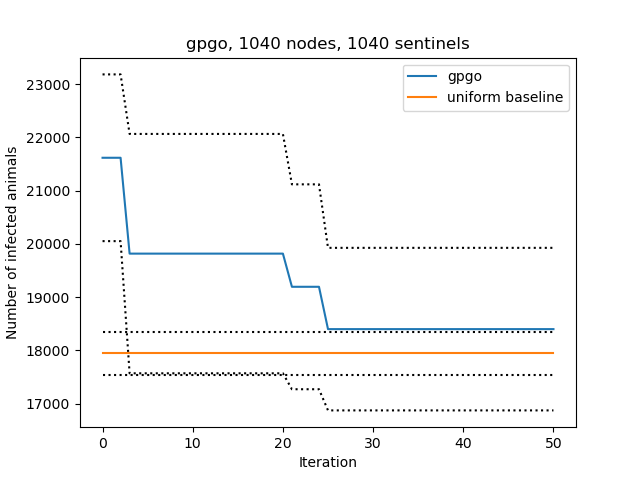 gpgo, 1040 nodes, 1040 sentinels
gpgo
uniform baseline
Number of infected animals
23000
22000
21000
20000
19000
18000
17000
0 10 20 30 40 50
Iteration